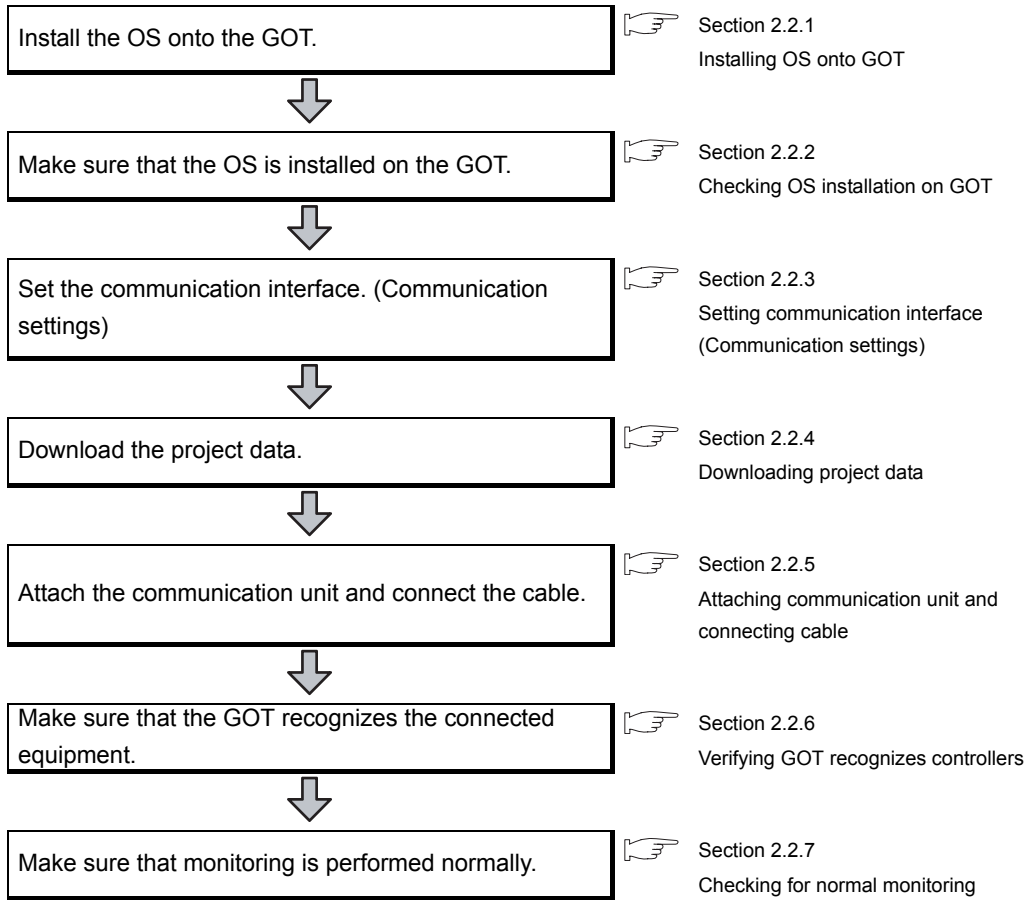 Install the OS onto the GOT.
Section 2.2.1
Installing OS onto GOT
Make sure that the OS is installed on the GOT.
Section 2.2.2
Checking OS installation on GOT
Set the communication interface. (Communication
settings)
Section 2.2.3
Setting communication interface
(Communication settings)
Download the project data.
Section 2.2.4
Downloading project data
Attach the communication unit and connect the cable.
Section 2.2.5
Attaching communication unit and
connecting cable
Make sure that the GOT recognizes the connected
equipment.
Section 2.2.6
Verifying GOT recognizes controllers
Make sure that monitoring is performed normally.
Section 2.2.7
Checking for normal monitoring